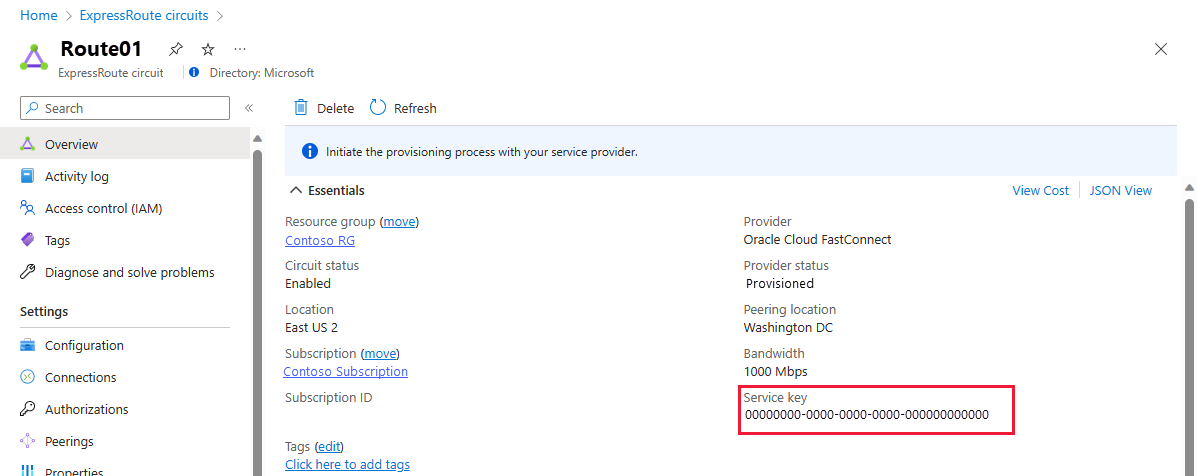 Home > ExpressRoute circuits >
Route01
ExpressRoute circuit
Directory: Microsoft
Search
Delete
Refresh
Overview
Activity log
Access control (IAM)
Tags
Diagnose and solve problems
Settings
Configuration
Connections
Authorizations
Peerings
Properties
Initiate the provisioning process with your service provider.
Essentials
View Cost
JSON View
Resource group (move)
Contoso RG
Circuit status
Enabled
Location
East US 2
Subscription (move)
Contoso Subscription
Subscription ID
Provider
Oracle Cloud FastConnect
Provider status
Provisioned
Peering location
Washington DC
Bandwidth
1000 Mbps
Service key
00000000-0000-0000-0000-000000000000
Tags (edit)
Click here to add tags